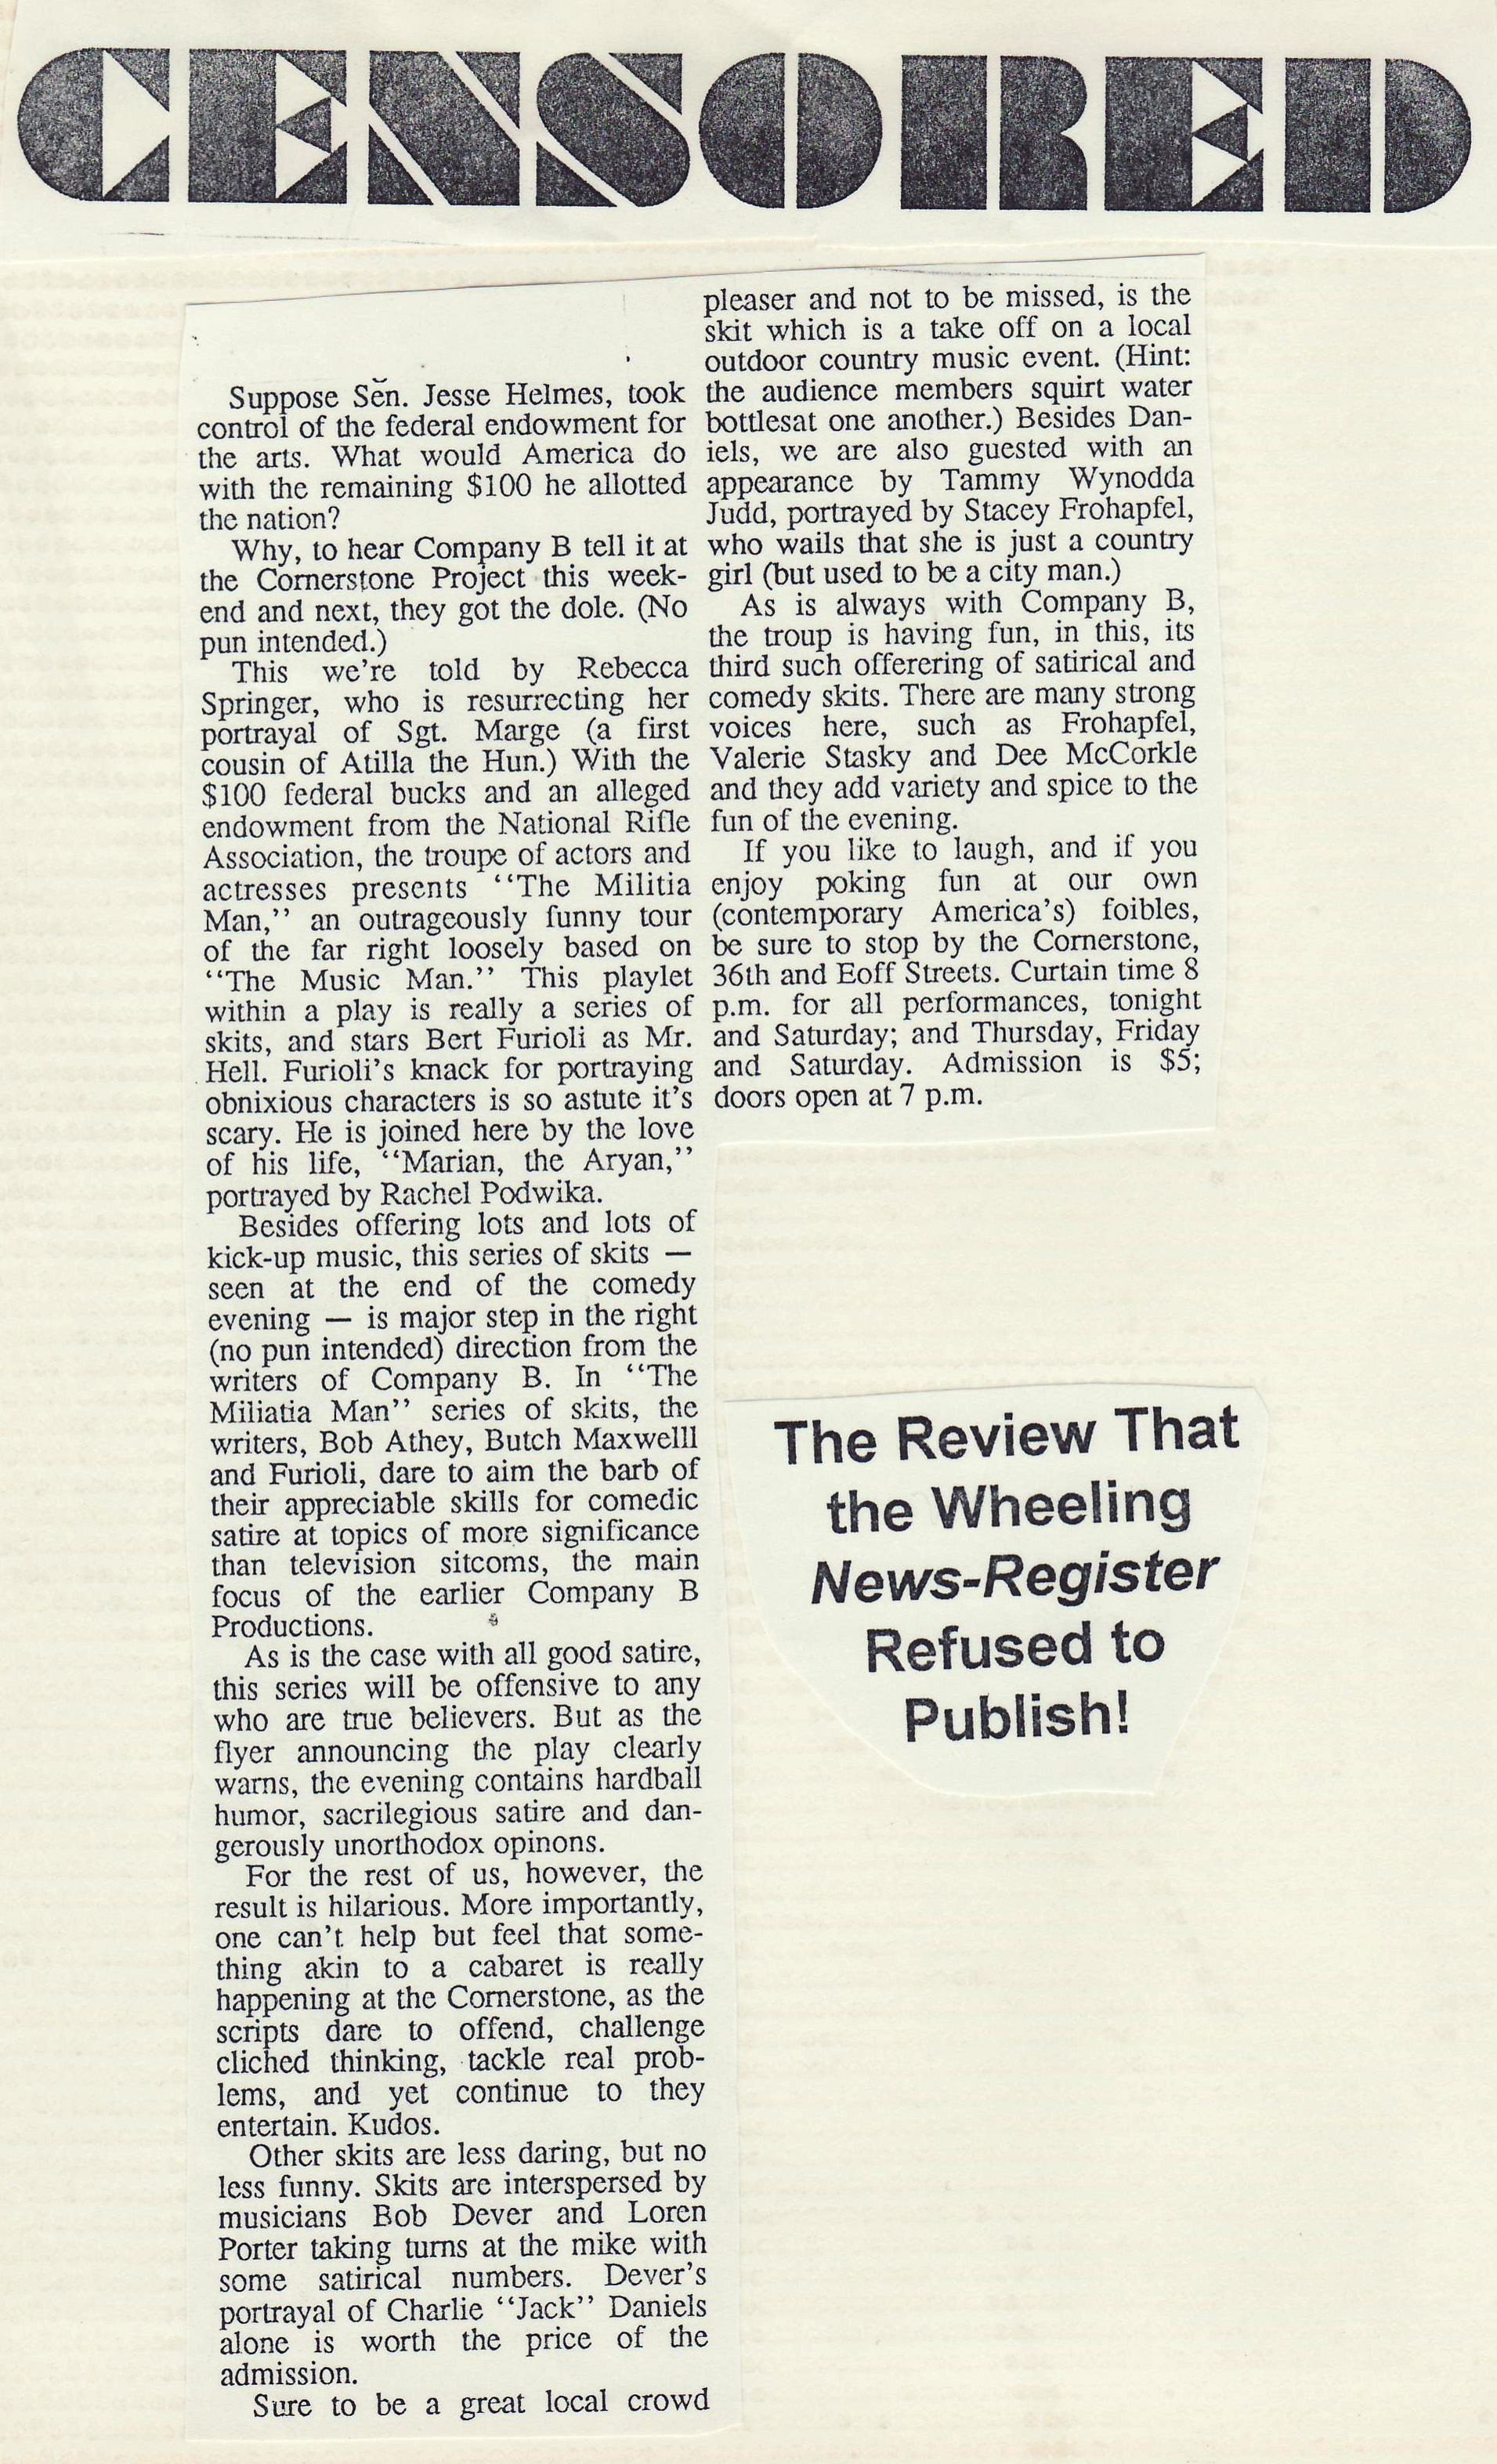 CENSORED
Suppose Sen. Jesse Helmes, took
control of the federal endowment for
the arts. What would America do
with the remaining $100 he allotted
the nation?
Why, to hear Company B tell it at
the Cornerstone Project this week-
end and next, they got the dole. (No
pun intended.)
This we're told by Rebecca
Springer, who is resurrecting her
portrayal of Sgt. Marge (a first
cousin of Atilla the Hun.) With the
$100 federal bucks and an alleged
endowment from the National Rifle
Association, the troupe of actors and
actresses presents ‘‘The Militia
Man,’’ an outrageously funny tour
of the far right loosely based on
‘‘The Music Man.’’ This playlet
within a play is really a series of
skits, and stars Bert Furioli as Mr.
Hell. Furioli's knack for portraying
obnixious characters is so astute it's
scary. He is joined here by the love
of his life, ‘‘Marian, the Aryan,’’
portrayed by Rachel Podwika.
Besides offering lots and lots of
kick-up music, this series of skits —
seen at the end of the comedy
evening — is major step in the right
(no pun intended) direction from the
writers of Company B. In ‘‘The
Miliatia Man’’ series of skits, the
writers, Bob Athey, Butch Maxwelll
and Furioli, dare to aim the barb of
their appreciable skills for comedic
satire at topics of more significance
than television sitcoms, the main
focus of the earlier Company B
Productions.
As is the case with all good satire,
this series will be offensive to any
who are true believers. But as the
flyer announcing the play clearly
warns, the evening contains hardball
humor, sacrilegious satire and dan-
gerously unorthodox opinons.
For the rest of us, however, the
result is hilarious. More importantly,
one can't help but feel that some-
thing akin to a cabaret is really
happening at the Cornerstone, as the
scripts dare to offend, challenge
cliched thinking, tackle real prob-
lems, and yet continue to they
entertain. Kudos.
Other skits are less daring, but no
less funny. Skits are interspersed by
musicians Bob Dever and Loren
Porter taking turns at the mike with
some satirical numbers. Dever's
portrayal of Charlie ‘‘Jack’’ Daniels
alone is worth the price of the
admission.
Sure to be a great local crowd
pleaser and not to be missed, is the
skit which is a take off on a local
outdoor country music event. (Hint:
the audience members squirt water
bottlesat one another.) Besides Dan-
iels, we are also guested with an
appearance by Tammy Wynodda
Judd, portrayed by Stacey Frohapfel,
who wails that she is just a country
girl (but used to be a city man.)
As is always with Company B,
the troup is having fun, in this, its
third such offerering of satirical and
comedy skits. There are many strong
voices here, such as Frohapfel,
Valerie Stasky and Dee McCorkle
and they add variety and spice to the
fun of the evening.
If you like to laugh, and if you
enjoy poking fun at our own
(contemporary America's) foibles,
be sure to stop by the Cornerstone,
36th and Eoff Streets. Curtain time 8
p.m. for all performances, tonight
and Saturday; and Thursday, Friday
and Saturday. Admission is $5;
doors open at 7 p.m.
The Review That
the Wheeling
News-Register
Refused to
Publish!